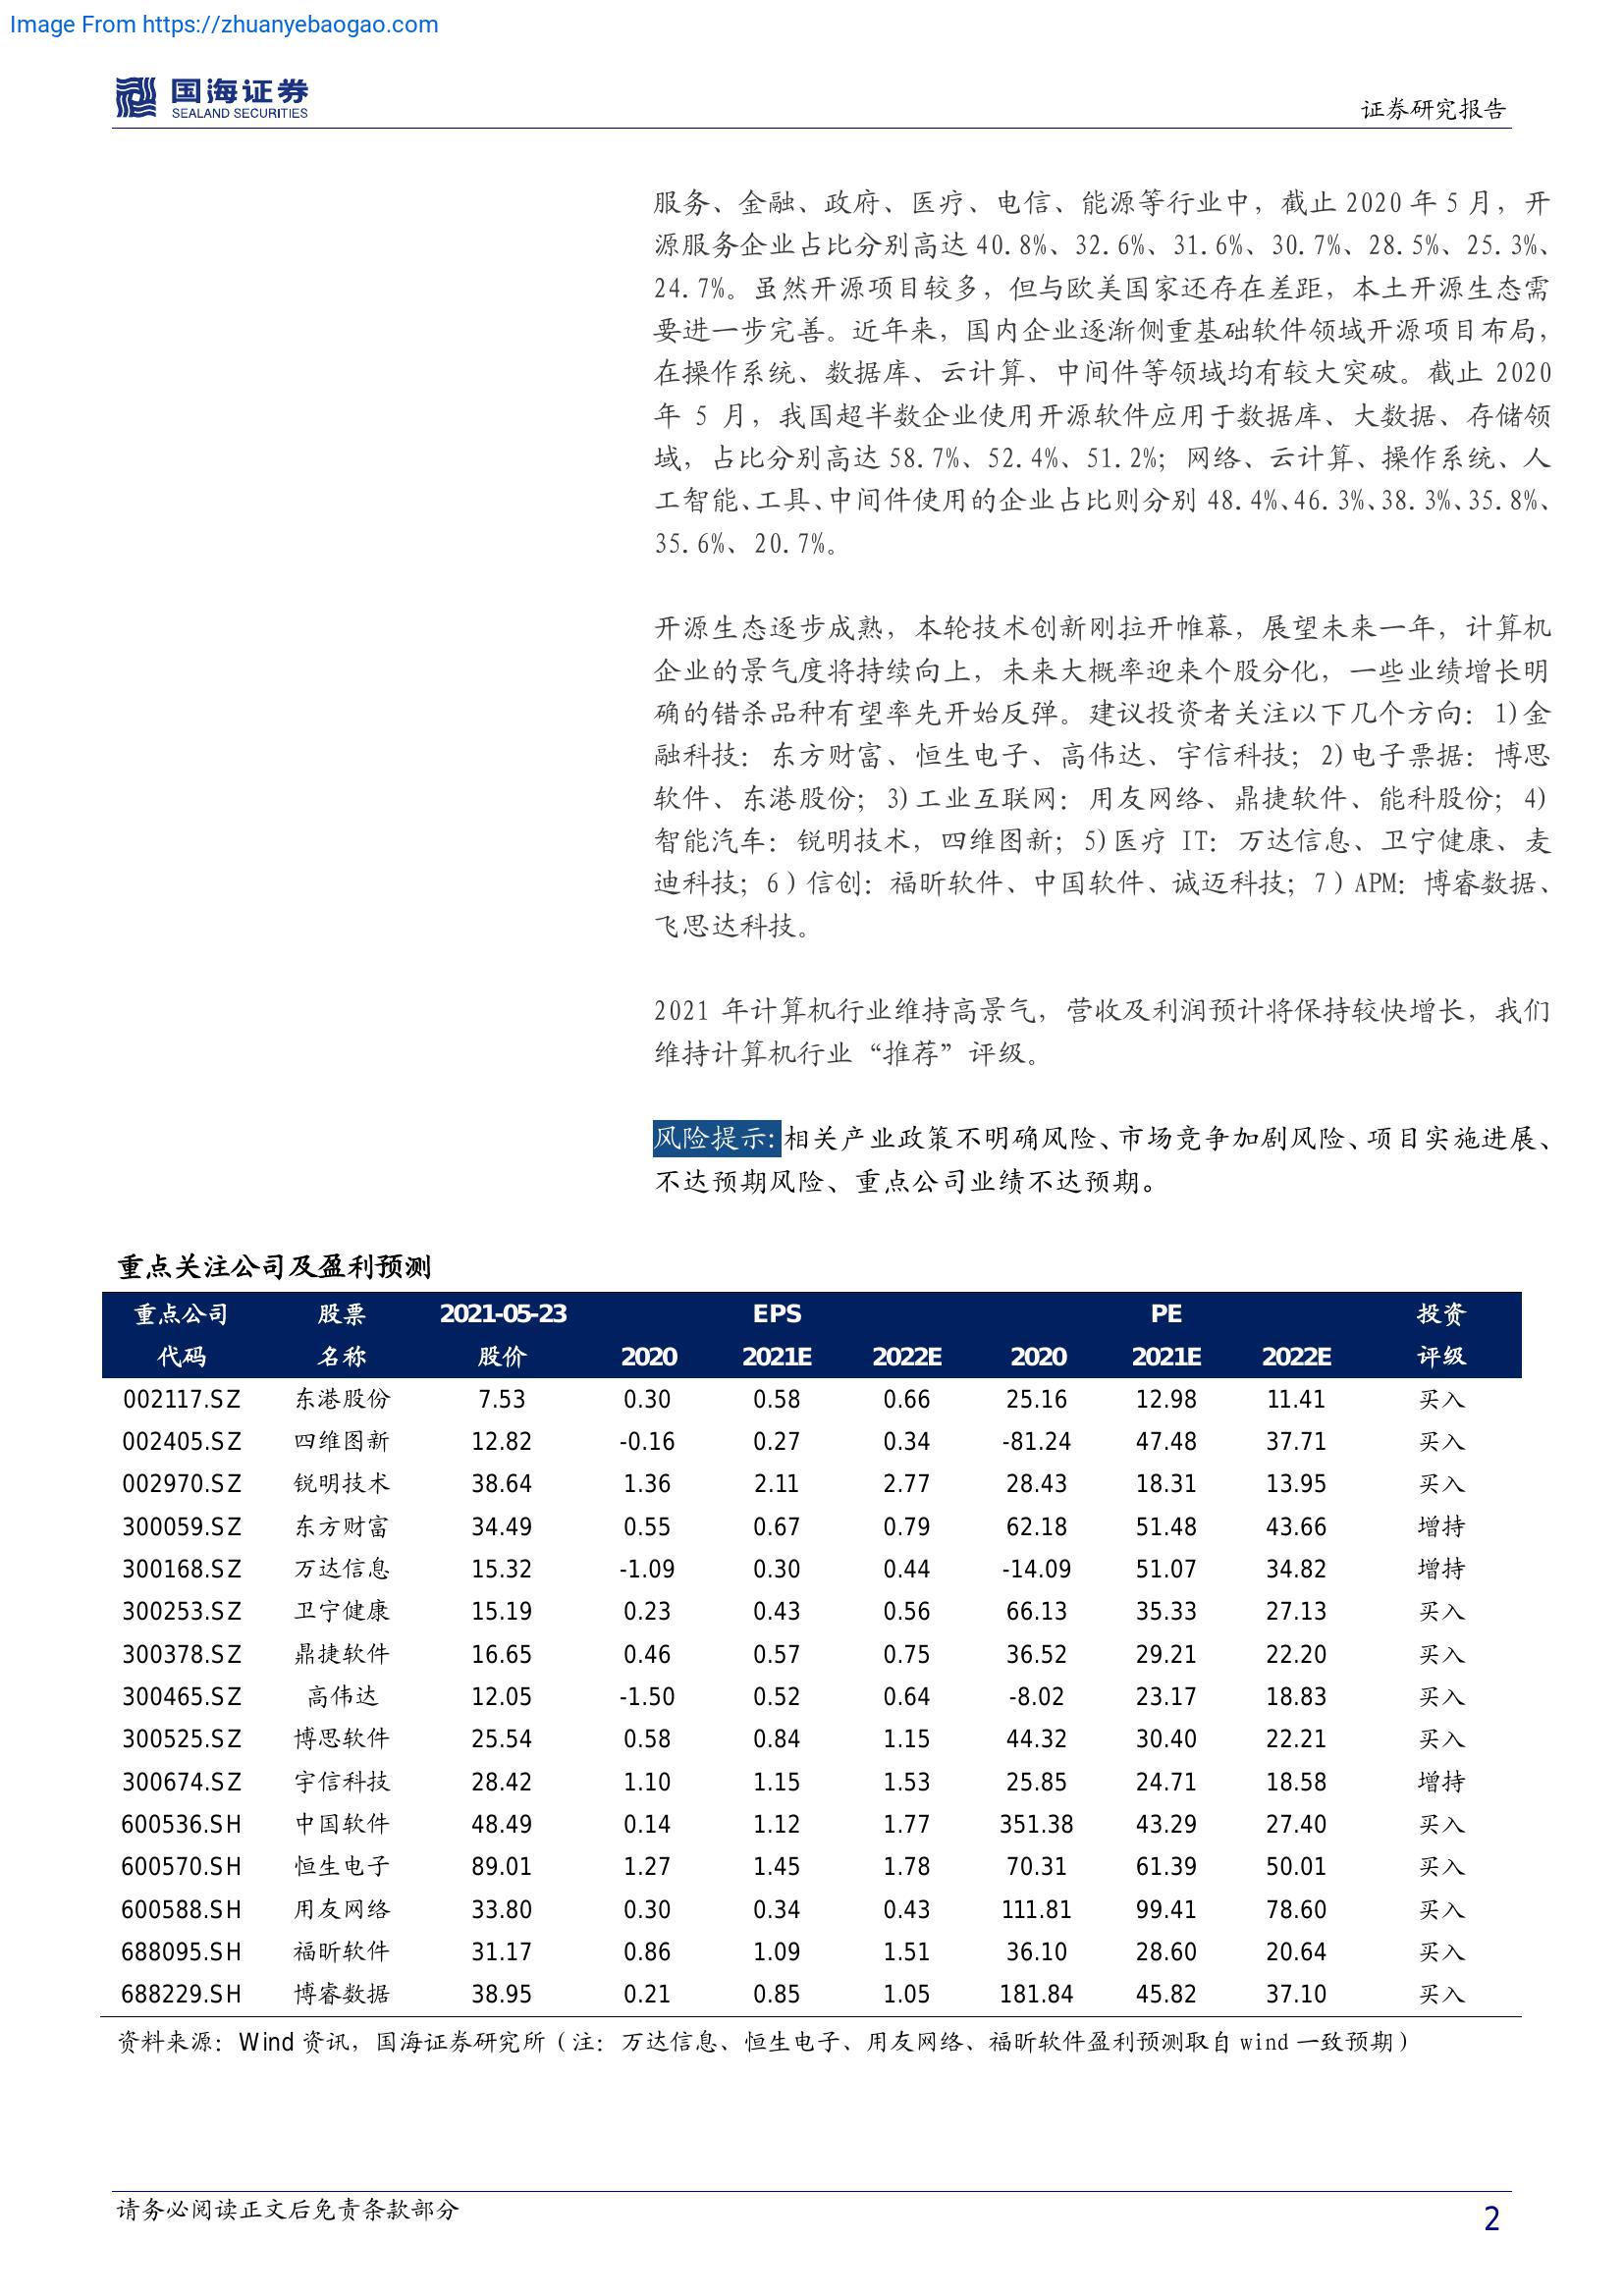 Image From https://zhuanyebaogao.com
国海证券
SEALAND SECURITIES
证券研究报告
服务、金融、政府、医疗、电信、能源等行业中，截止 2020 年 5 月，开
源服务企业占比分别高达 40.8%、32.6%、31.6%、30.7%、28.5%、25.3%、
24.7%。虽然开源项目较多，但与欧美国家还存在差距，本土开源生态需
要进一步完善。近年来，国内企业逐渐侧重基础软件领域开源项目布局，
在操作系统、数据库、云计算、中间件等领域均有较大突破。截止 2020
年 5 月，我国超半数企业使用开源软件应用于数据库、大数据、存储领
域，占比分别高达 58.7%、52.4%、51.2%；网络、云计算、操作系统、人
工智能、工具、中间件使用的企业占比则分别 48.4%、46.3%、38.3%、35.8%、
35.6%、20.7%。
开源生态逐步成熟，本轮技术创新刚拉开帷幕，展望未来一年，计算机
企业的景气度将持续向上，未来大概率迎来个股分化，一些业绩增长明
确的错杀品种有望率先开始反弹。建议投资者关注以下几个方向：1)金
融科技：东方财富、恒生电子、高伟达、宇信科技；2)电子票据：博思
软件、东港股份；3)工业互联网：用友网络、鼎捷软件、能科股份；4)
智能汽车：锐明技术，四维图新；5)医疗 IT：万达信息、卫宁健康、麦
迪科技；6）信创：福昕软件、中国软件、诚迈科技；7）APM：博睿数据、
飞思达科技。
2021 年计算机行业维持高景气，营收及利润预计将保持较快增长，我们
维持计算机行业“推荐”评级。
风险提示：相关产业政策不明确风险、市场竞争加剧风险、项目实施进展、
不达预期风险、重点公司业绩不达预期。
重点关注公司及盈利预测
重点公司 股票 2021-05-23 EPS PE 投资
代码 名称 股价 2020 2021E 2022E 2020 2021E 2022E 评级
002117.SZ 东港股份 7.53 0.30 0.58 0.66 25.16 12.98 11.41 买入
002405.SZ 四维图新 12.82 -0.16 0.27 0.34 -81.24 47.48 37.71 买入
002970.SZ 锐明技术 38.64 1.36 2.11 2.77 28.43 18.31 13.95 买入
300059.SZ 东方财富 34.49 0.55 0.67 0.79 62.18 51.48 43.66 增持
300168.SZ 万达信息 15.32 -1.09 0.30 0.44 -14.09 51.07 34.82 增持
300253.SZ 卫宁健康 15.19 0.23 0.43 0.56 66.13 35.33 27.13 买入
300378.SZ 鼎捷软件 16.65 0.46 0.57 0.75 36.52 29.21 22.20 买入
300465.SZ 高伟达 12.05 -1.50 0.52 0.64 -8.02 23.17 18.83 买入
300525.SZ 博思软件 25.54 0.58 0.84 1.15 44.32 30.40 22.21 买入
300674.SZ 宇信科技 28.42 1.10 1.15 1.53 25.85 24.71 18.58 增持
600536.SH 中国软件 48.49 0.14 1.12 1.77 351.38 43.29 27.40 买入
600570.SH 恒生电子 89.01 1.27 1.45 1.78 70.31 61.39 50.01 买入
600588.SH 用友网络 33.80 0.30 0.34 0.43 111.81 99.41 78.60 买入
688095.SH 福昕软件 31.17 0.86 1.09 1.51 36.10 28.60 20.64 买入
688229.SH 博睿数据 38.95 0.21 0.85 1.05 181.84 45.82 37.10 买入
资料来源：Wind 资讯，国海证券研究所（注：万达信息、恒生电子、用友网络、福昕软件盈利预测取自 wind 一致预期）
请务必阅读正文后免责条款部分
2